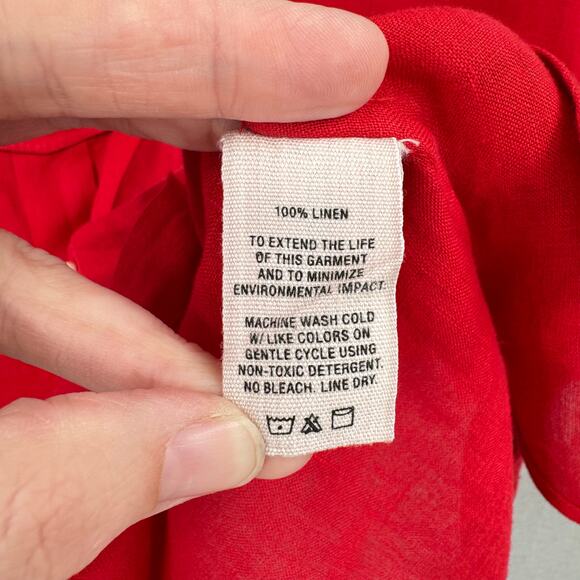 100% LINEN
TO EXTEND THE LIFE
OF THIS GARMENT
AND TO MINIMIZE
ENVIRONMENTAL IMPACT
MACHINE WASH COLD
W/ LIKE COLORS ON
GENTLE CYCLE USING
NON-TOXIC DETERGENT.
NO BLEACH. LINE DRY.